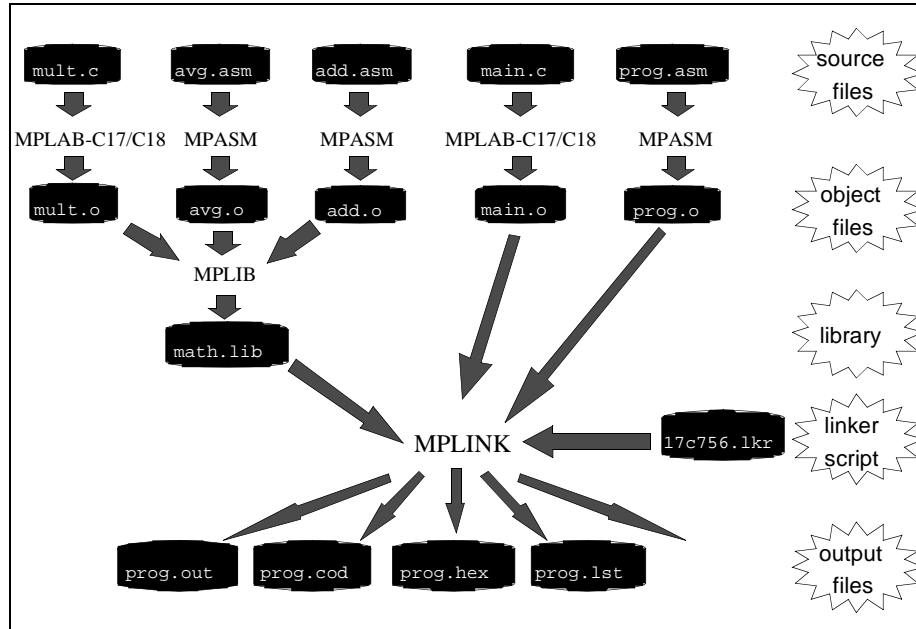 mult.c avg.asm add.asm main.c prog.asm source files
MPLAB-C17/C18 MPASM MPASM MPLAB-C17/C18 MPASM
mult.o avg.o add.o main.o prog.o object files
MPLIB
math.lib library
MPLINK 17c756.lkr linker script
prog.out prog.cod prog.hex prog.lst output files